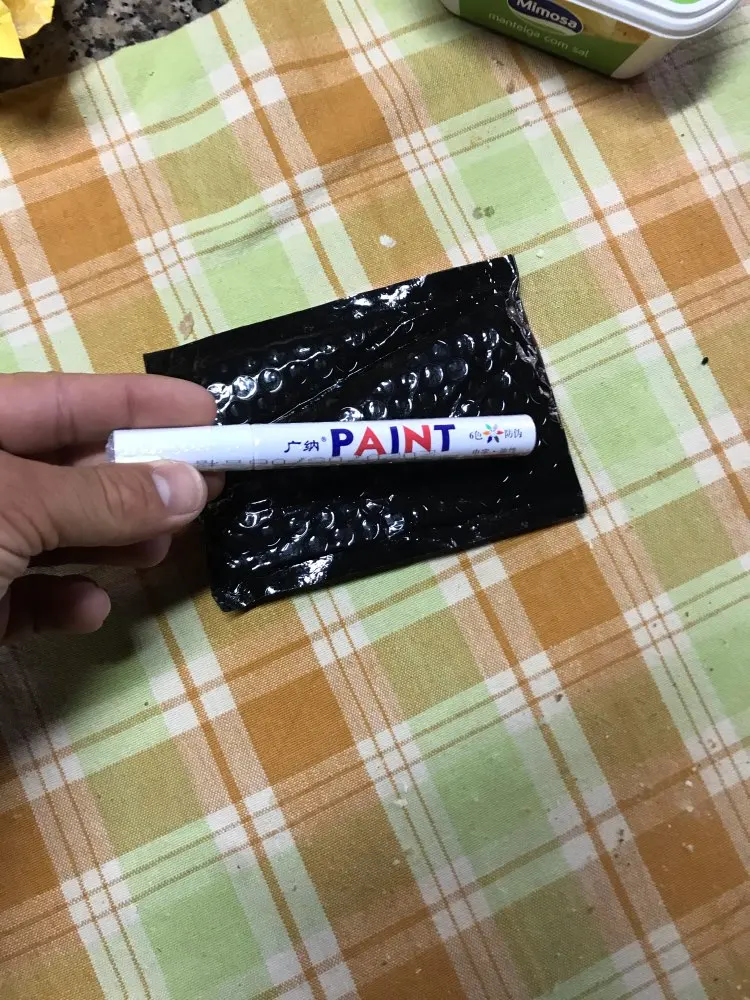 Mimosa
manteiga com sal
广纳® PAINT 6色 防伪